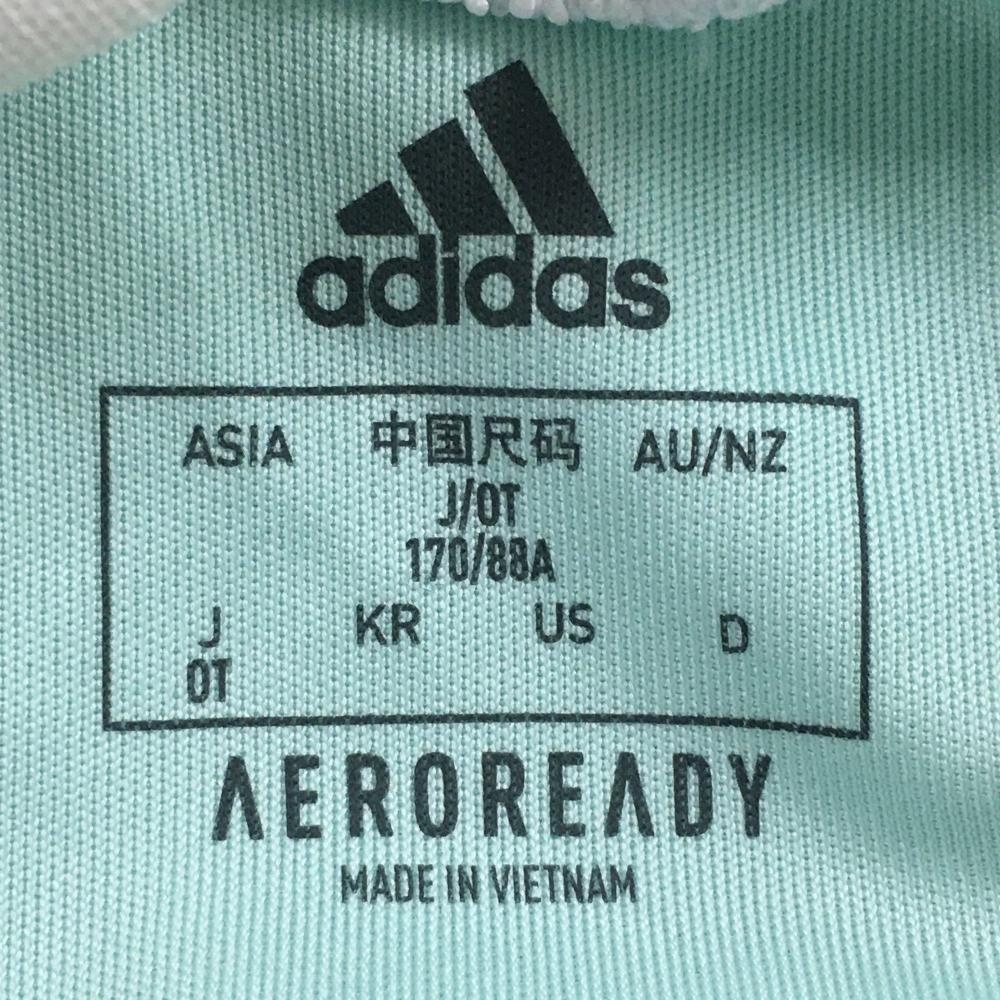 adidas
ASIA 中国尺码 AU/NZ
J/OT
170/88A
J KR US D
OT
AEROREADY
MADE IN VIETNAM